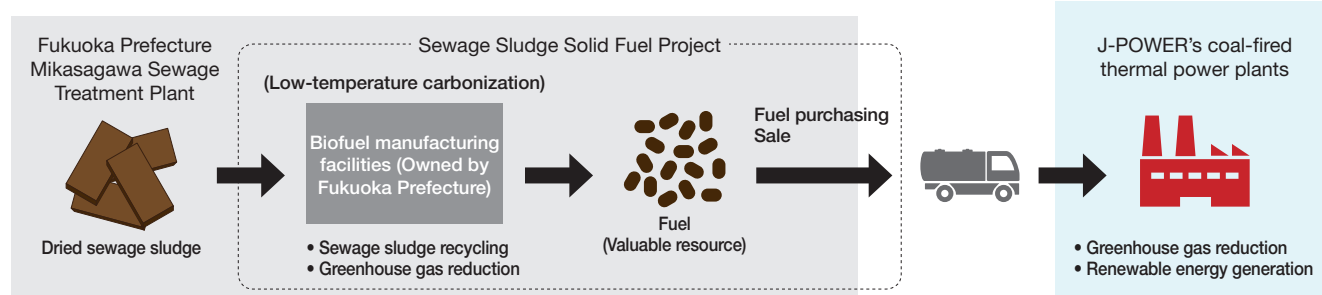 Fukuoka Prefecture
Mikasagawa Sewage
Treatment Plant
Dried sewage sludge
Sewage Sludge Solid Fuel Project
(Low-temperature carbonization)
Biofuel manufacturing
facilities (Owned by
Fukuoka Prefecture)
• Sewage sludge recycling
• Greenhouse gas reduction
Fuel
(Valuable resource)
Fuel purchasing
Sale
J-POWER’s coal-fired
thermal power plants
• Greenhouse gas reduction
• Renewable energy generation